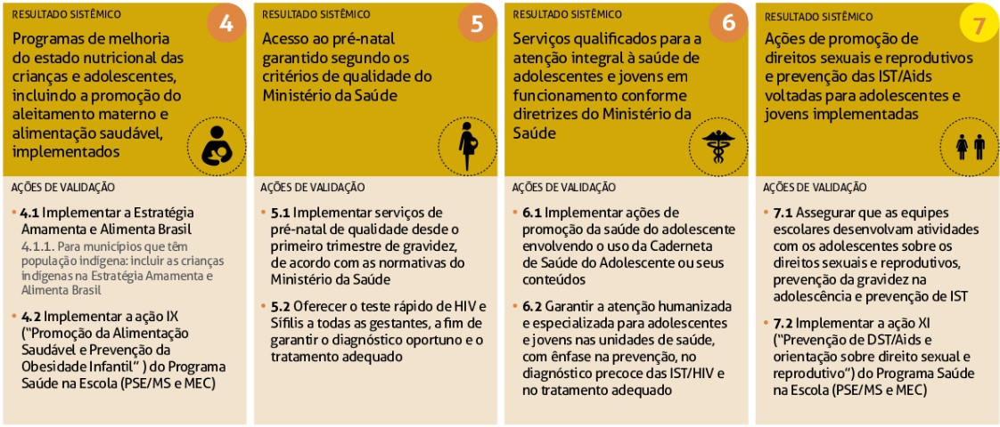 RESULTADO SISTÊMICO
4
Programas de melhoria
do estado nutricional das
crianças e adolescentes,
incluindo a promoção do
aleitamento materno e
alimentação saudável,
implementados
AÇÕES DE VALIDAÇÃO
• 4.1 Implementar a Estratégia
Amamenta e Alimenta Brasil
4.1.1. Para municípios que têm
população indígena: incluir as crianças
indígenas na Estratégia Amamenta e
Alimenta Brasil
• 4.2 Implementar a ação IX
(“Promoção da Alimentação
Saudável e Prevenção da
Obesidade Infantil” ) do Programa
Saúde na Escola (PSE/MS e MEC)
RESULTADO SISTÊMICO
5
Acesso ao pré-natal
garantido segundo os
critérios de qualidade do
Ministério da Saúde
AÇÕES DE VALIDAÇÃO
• 5.1 Implementar serviços de
pré-natal de qualidade desde o
primeiro trimestre de gravidez,
de acordo com as normativas do
Ministério da Saúde
• 5.2 Oferecer o teste rápido de HIV e
Sífilis a todas as gestantes, a fim de
garantir o diagnóstico oportuno e o
tratamento adequado
RESULTADO SISTÊMICO
6
Serviços qualificados para a
atenção integral à saúde de
adolescentes e jovens em
funcionamento conforme
diretrizes do Ministério da
Saúde
AÇÕES DE VALIDAÇÃO
• 6.1 Implementar ações de
promoção da saúde do adolescente
envolvendo o uso da Caderneta
de Saúde do Adolescente ou seus
conteúdos
• 6.2 Garantir a atenção humanizada
e especializada para adolescentes
e jovens nas unidades de saúde,
com ênfase na prevenção, no
diagnóstico precoce das IST/HIV e
no tratamento adequado
RESULTADO SISTÊMICO
7
Ações de promoção de
direitos sexuais e reprodutivos
e prevenção das IST/Aids
voltadas para adolescentes e
jovens implementadas
AÇÕES DE VALIDAÇÃO
• 7.1 Assegurar que as equipes
escolares desenvolvam atividades
com os adolescentes sobre os
direitos sexuais e reprodutivos,
prevenção da gravidez na
adolescência e prevenção de IST
• 7.2 Implementar a ação XI
(“Prevenção de DST/Aids e
orientação sobre direito sexual e
reprodutivo”) do Programa Saúde
na Escola (PSE/MS e MEC)